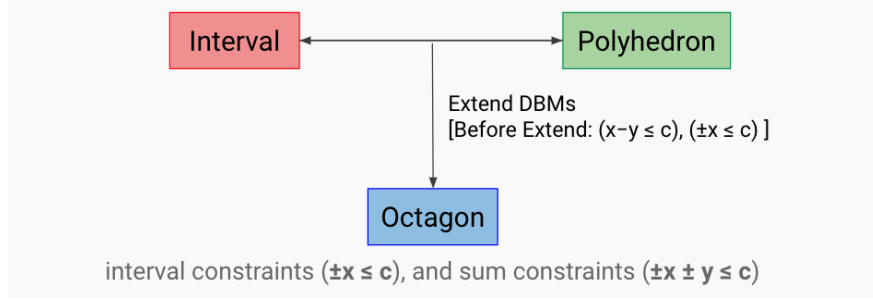 Interval
Polyhedron
Extend DBMs
[Before Extend: (x−y ≤ c), (±x ≤ c) ]
Octagon
interval constraints (±x ≤ c), and sum constraints (±x ± y ≤ c)